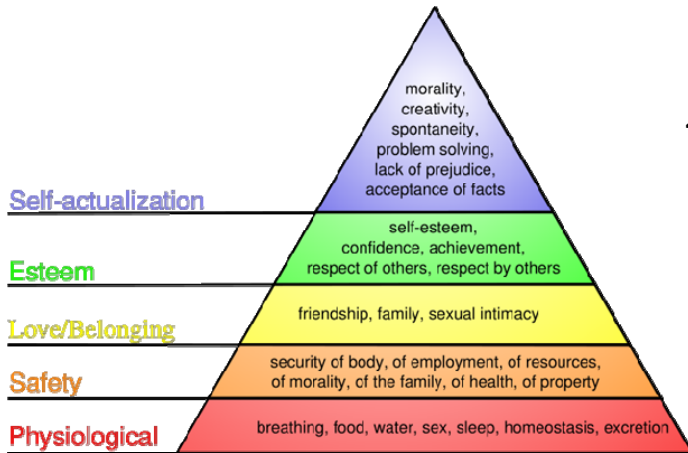 morality,
creativity,
spontaneity,
problem solving,
lack of prejudice,
acceptance of facts
Self-actualization
self-esteem,
confidence, achievement,
respect of others, respect by others
Esteem
friendship, family, sexual intimacy
Love/Belonging
security of body, of employment, of resources,
of morality, of the family, of health, of property
Safety
breathing, food, water, sex, sleep, homeostasis, excretion
Physiological